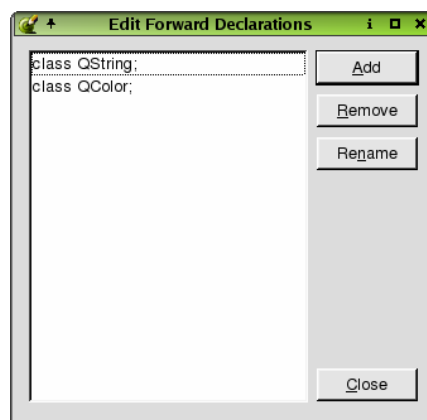 Edit Forward Declarations
class QString;
class QColor;
Add
Remove
Rename
Close